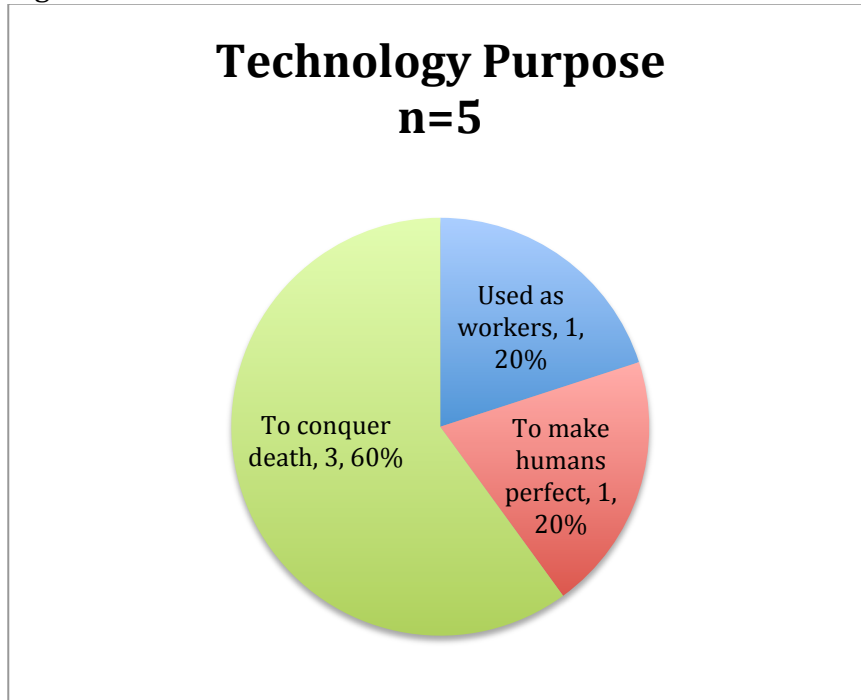 Technology Purpose
n=5
Used as
workers, 1,
20%
To make
humans
perfect, 1,
20%
To conquer
death, 3, 60%